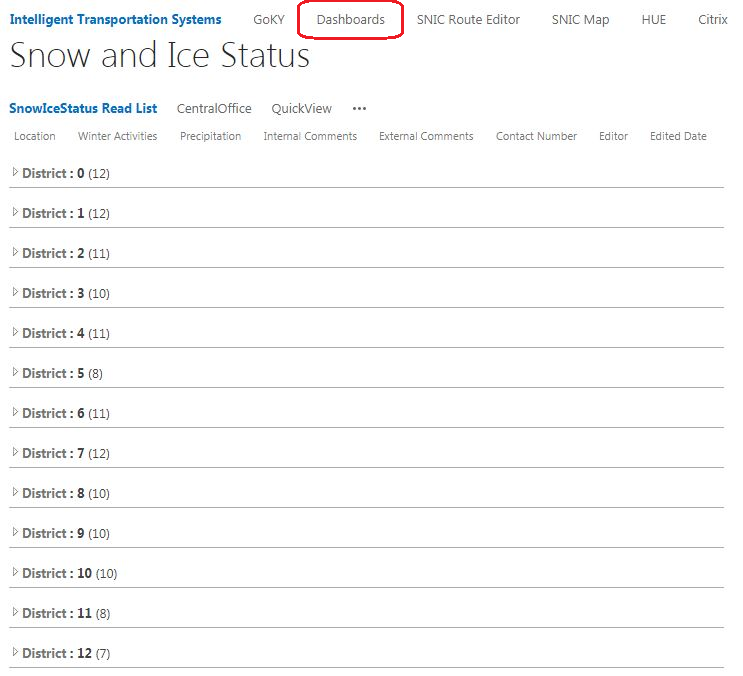 Intelligent Transportation Systems GoKY Dashboards SNIC Route Editor SNIC Map HUE Citrix
Snow and Ice Status
SnowIceStatus Read List CentralOffice QuickView ...
Location Winter Activities Precipitation Internal Comments External Comments Contact Number Editor Edited Date
District : 0 (12)
District : 1 (12)
District : 2 (11)
District : 3 (10)
District : 4 (11)
District : 5 (8)
District : 6 (11)
District : 7 (12)
District : 8 (10)
District : 9 (10)
District : 10 (10)
District : 11 (8)
District : 12 (7)